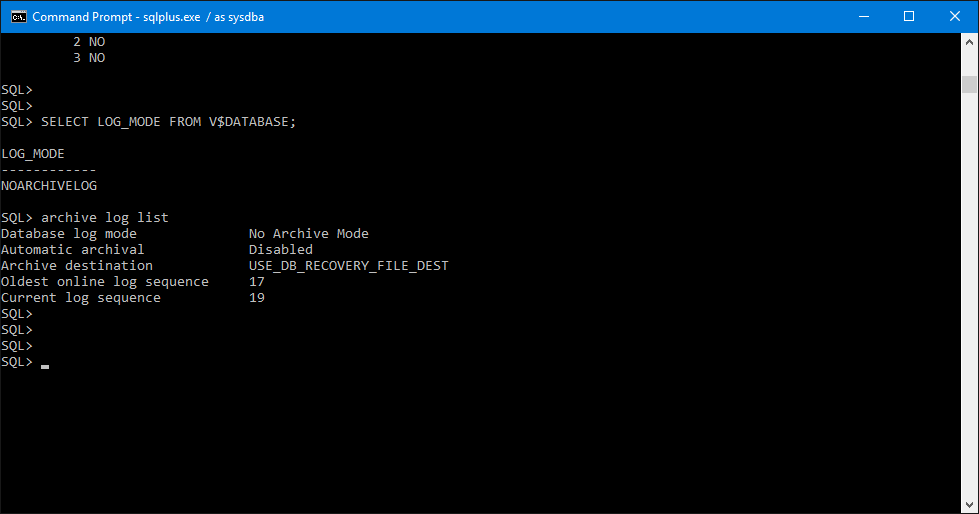 Command Prompt - sqlplus.exe / as sysdba
2 NO
3 NO
SQL>
SQL>
SQL> SELECT LOG_MODE FROM V$DATABASE;
LOG_MODE
------------
NOARCHIVELOG
SQL> archive log list
Database log mode              No Archive Mode
Automatic archival             Disabled
Archive destination            USE_DB_RECOVERY_FILE_DEST
Oldest online log sequence     17
Current log sequence           19
SQL>
SQL>
SQL>
SQL>